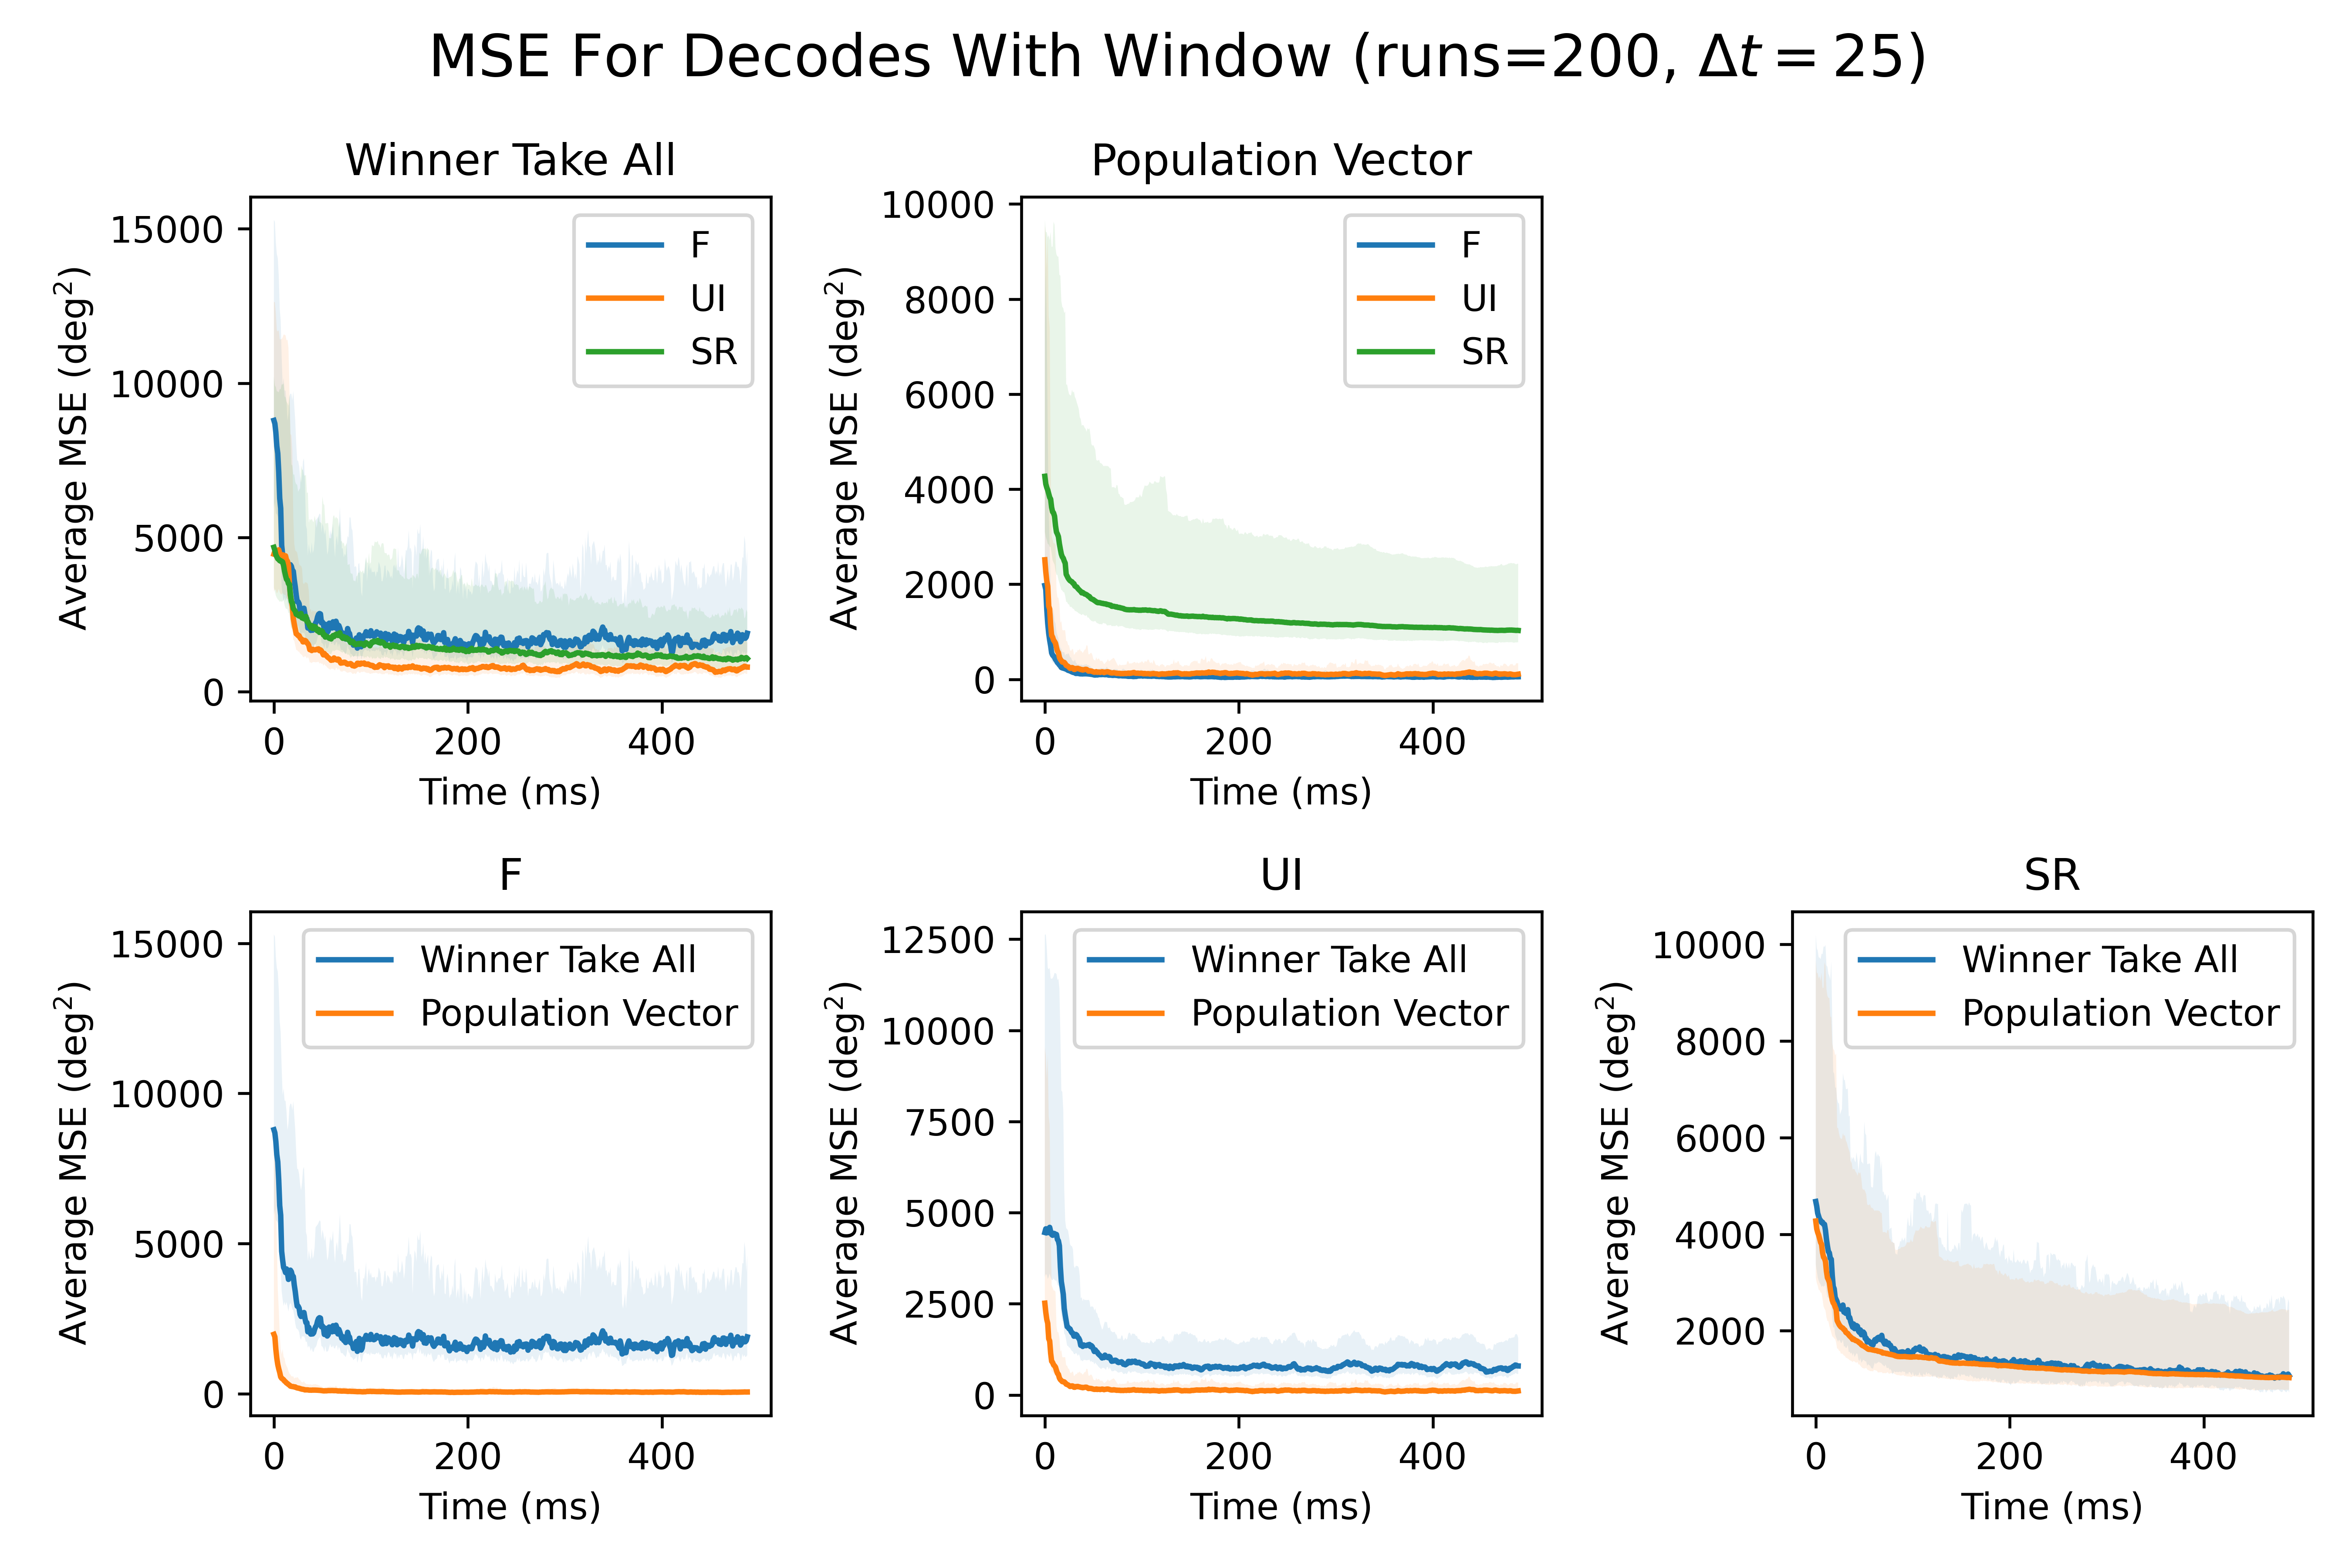 MSE For Decodes With Window (runs=200, Δt = 25)
Winner Take All
Average MSE (deg²)
15000
10000
5000
0
F
UI
SR
0 200 400
Time (ms)
Population Vector
Average MSE (deg²)
10000
8000
6000
4000
2000
0
F
UI
SR
0 200 400
Time (ms)
F
Average MSE (deg²)
15000
10000
5000
0
Winner Take All
Population Vector
0 200 400
Time (ms)
UI
Average MSE (deg²)
12500
10000
7500
5000
2500
0
Winner Take All
Population Vector
0 200 400
Time (ms)
SR
Average MSE (deg²)
10000
8000
6000
4000
2000
Winner Take All
Population Vector
0 200 400
Time (ms)